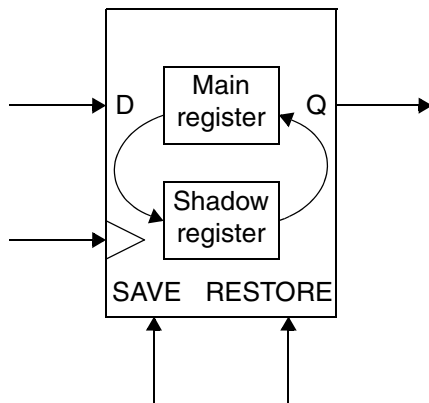 Main
register
D
Q
Shadow
register
SAVE RESTORE